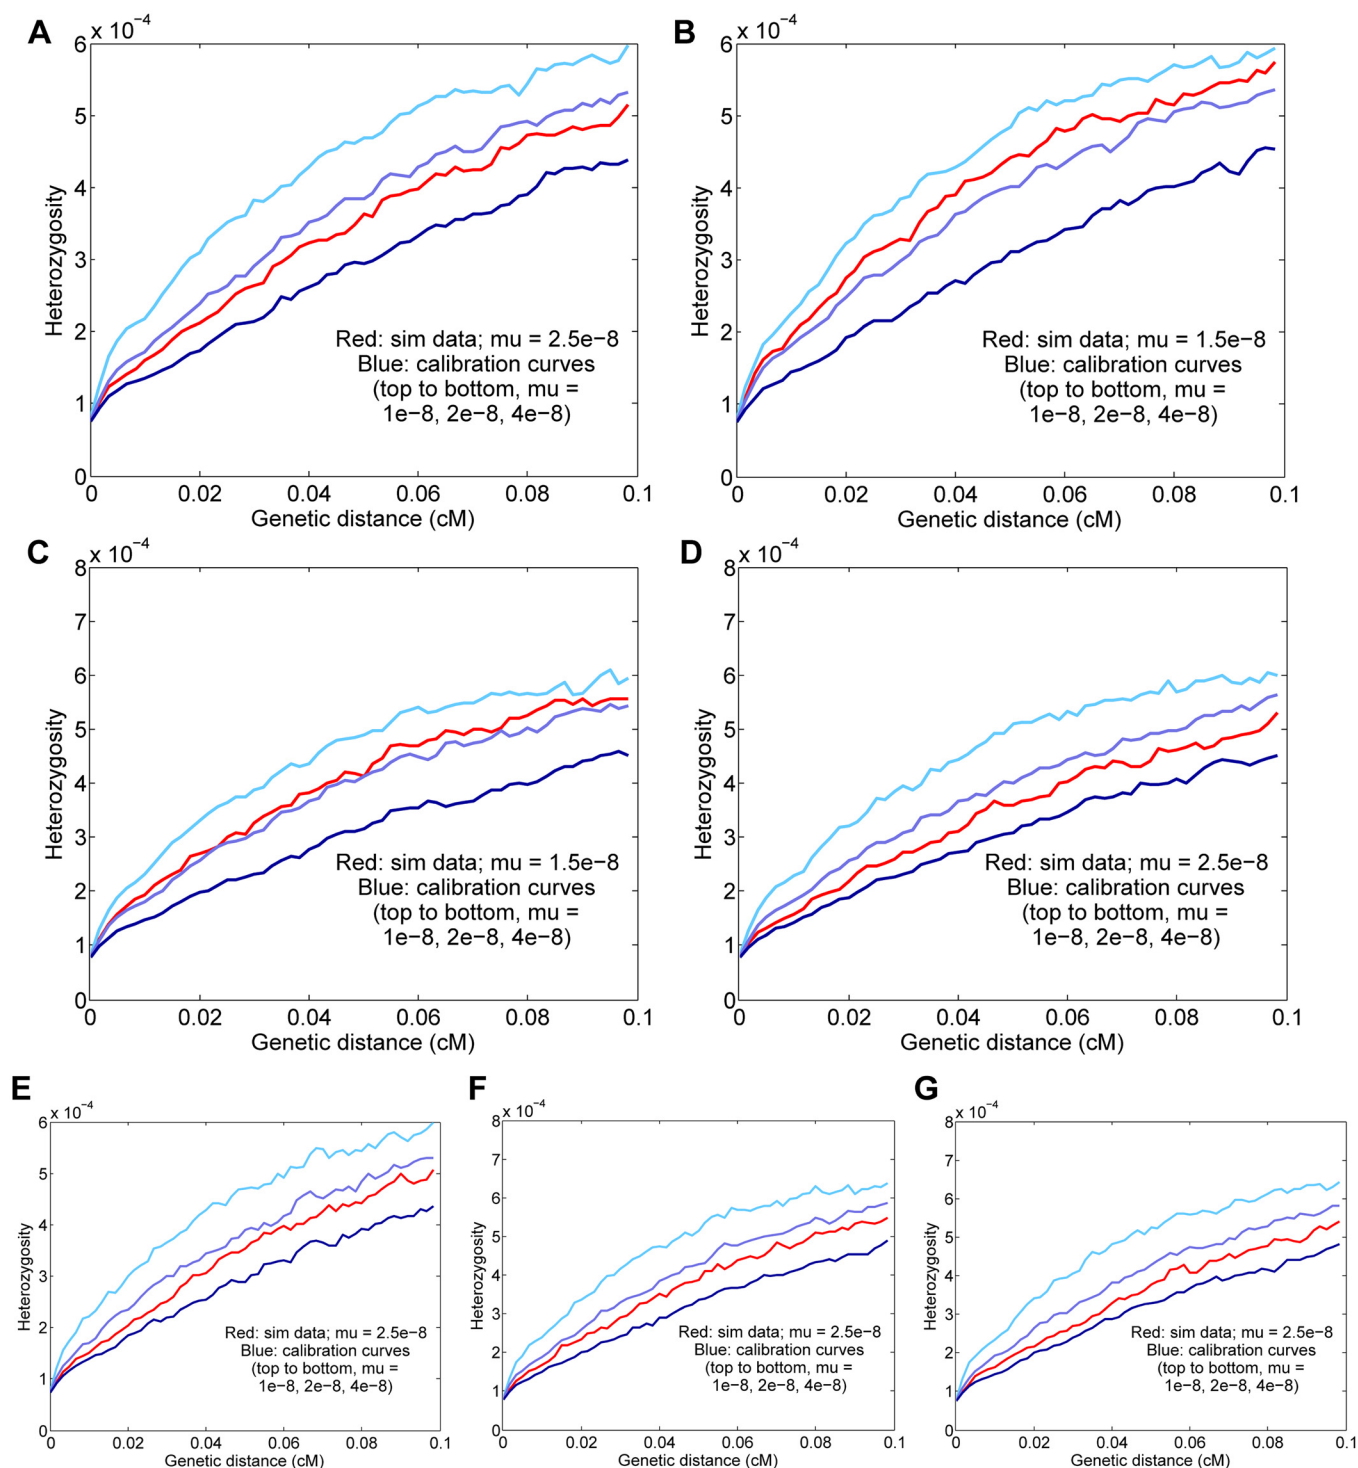 A
x 10−4
6
5
4
3
2
1
0
Heterozygosity
Red: sim data; mu = 2.5e−8
Blue: calibration curves
(top to bottom, mu =
1e−8, 2e−8, 4e−8)
0 0.02 0.04 0.06 0.08 0.1
Genetic distance (cM)
B
x 10−4
6
5
4
3
2
1
0
Heterozygosity
Red: sim data; mu = 1.5e−8
Blue: calibration curves
(top to bottom, mu =
1e−8, 2e−8, 4e−8)
0 0.02 0.04 0.06 0.08 0.1
Genetic distance (cM)
C
x 10−4
8
7
6
5
4
3
2
1
0
Heterozygosity
Red: sim data; mu = 1.5e−8
Blue: calibration curves
(top to bottom, mu =
1e−8, 2e−8, 4e−8)
0 0.02 0.04 0.06 0.08 0.1
Genetic distance (cM)
D
x 10−4
8
7
6
5
4
3
2
1
0
Heterozygosity
Red: sim data; mu = 2.5e−8
Blue: calibration curves
(top to bottom, mu =
1e−8, 2e−8, 4e−8)
0 0.02 0.04 0.06 0.08 0.1
Genetic distance (cM)
E
x 10−4
6
5
4
3
2
1
0
Heterozygosity
Red: sim data; mu = 2.5e−8
Blue: calibration curves
(top to bottom, mu =
1e−8, 2e−8, 4e−8)
0 0.02 0.04 0.06 0.08 0.1
Genetic distance (cM)
F
x 10−4
8
7
6
5
4
3
2
1
0
Heterozygosity
Red: sim data; mu = 2.5e−8
Blue: calibration curves
(top to bottom, mu =
1e−8, 2e−8, 4e−8)
0 0.02 0.04 0.06 0.08 0.1
Genetic distance (cM)
G
x 10−4
8
7
6
5
4
3
2
1
0
Heterozygosity
Red: sim data; mu = 2.5e−8
Blue: calibration curves
(top to bottom, mu =
1e−8, 2e−8, 4e−8)
0 0.02 0.04 0.06 0.08 0.1
Genetic distance (cM)